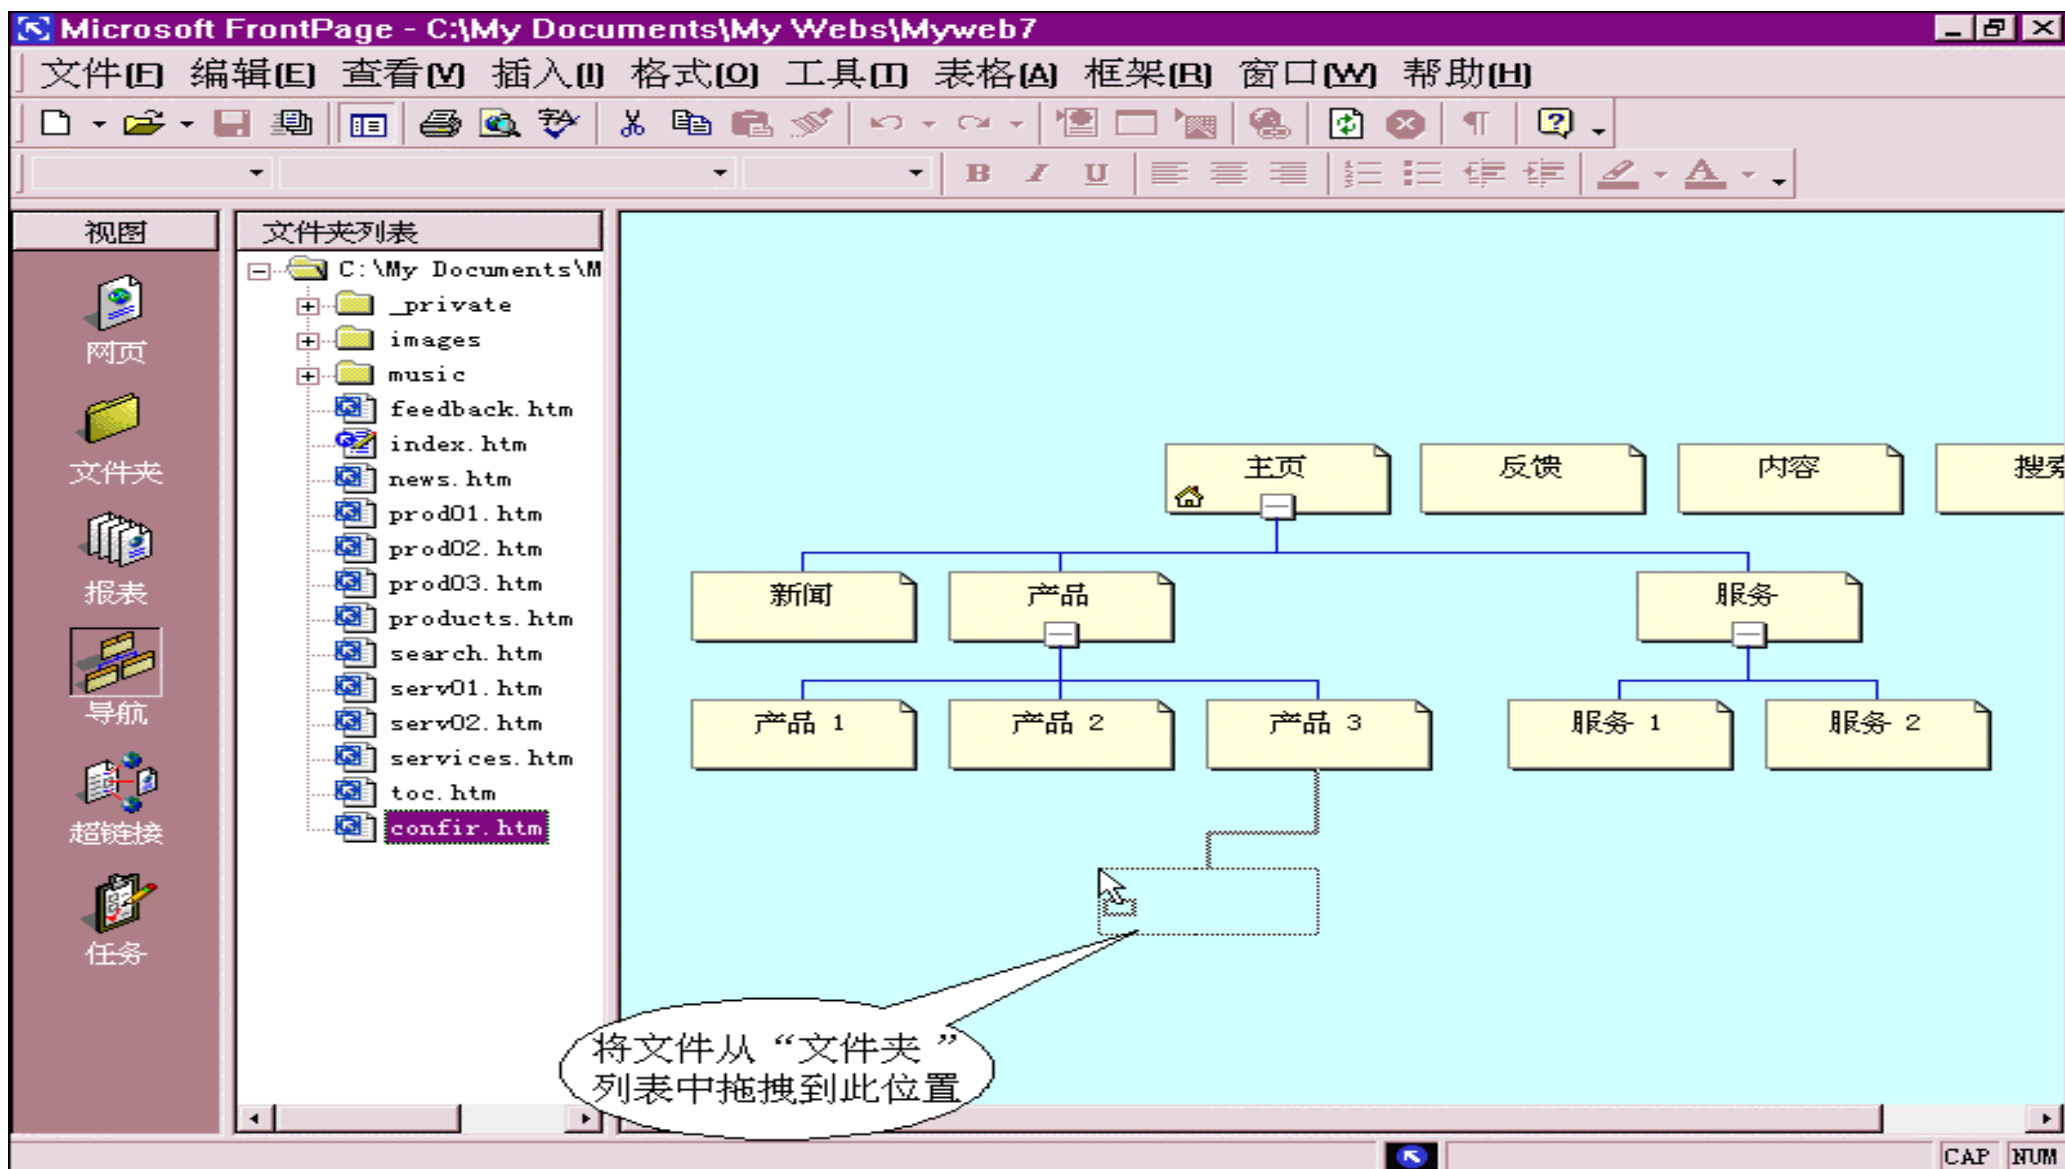 Microsoft FrontPage - C:\My Documents\My Webs\Myweb7
文件(F) 编辑(E) 查看(V) 插入(I) 格式(O) 工具(T) 表格(A) 框架(R) 窗口(W) 帮助(H)
B I U A
视图
网页
文件夹
报表
导航
超链接
任务
文件夹列表
C:\My Documents\M
_private
images
music
feedback.htm
index.htm
news.htm
prod01.htm
prod02.htm
prod03.htm
products.htm
search.htm
serv01.htm
serv02.htm
services.htm
toc.htm
confir.htm
主页 反馈 内容 搜索
新闻 产品 服务
产品 1 产品 2 产品 3 服务 1 服务 2
将文件从“文件夹”
列表中拖拽到此位置
CAP NUM